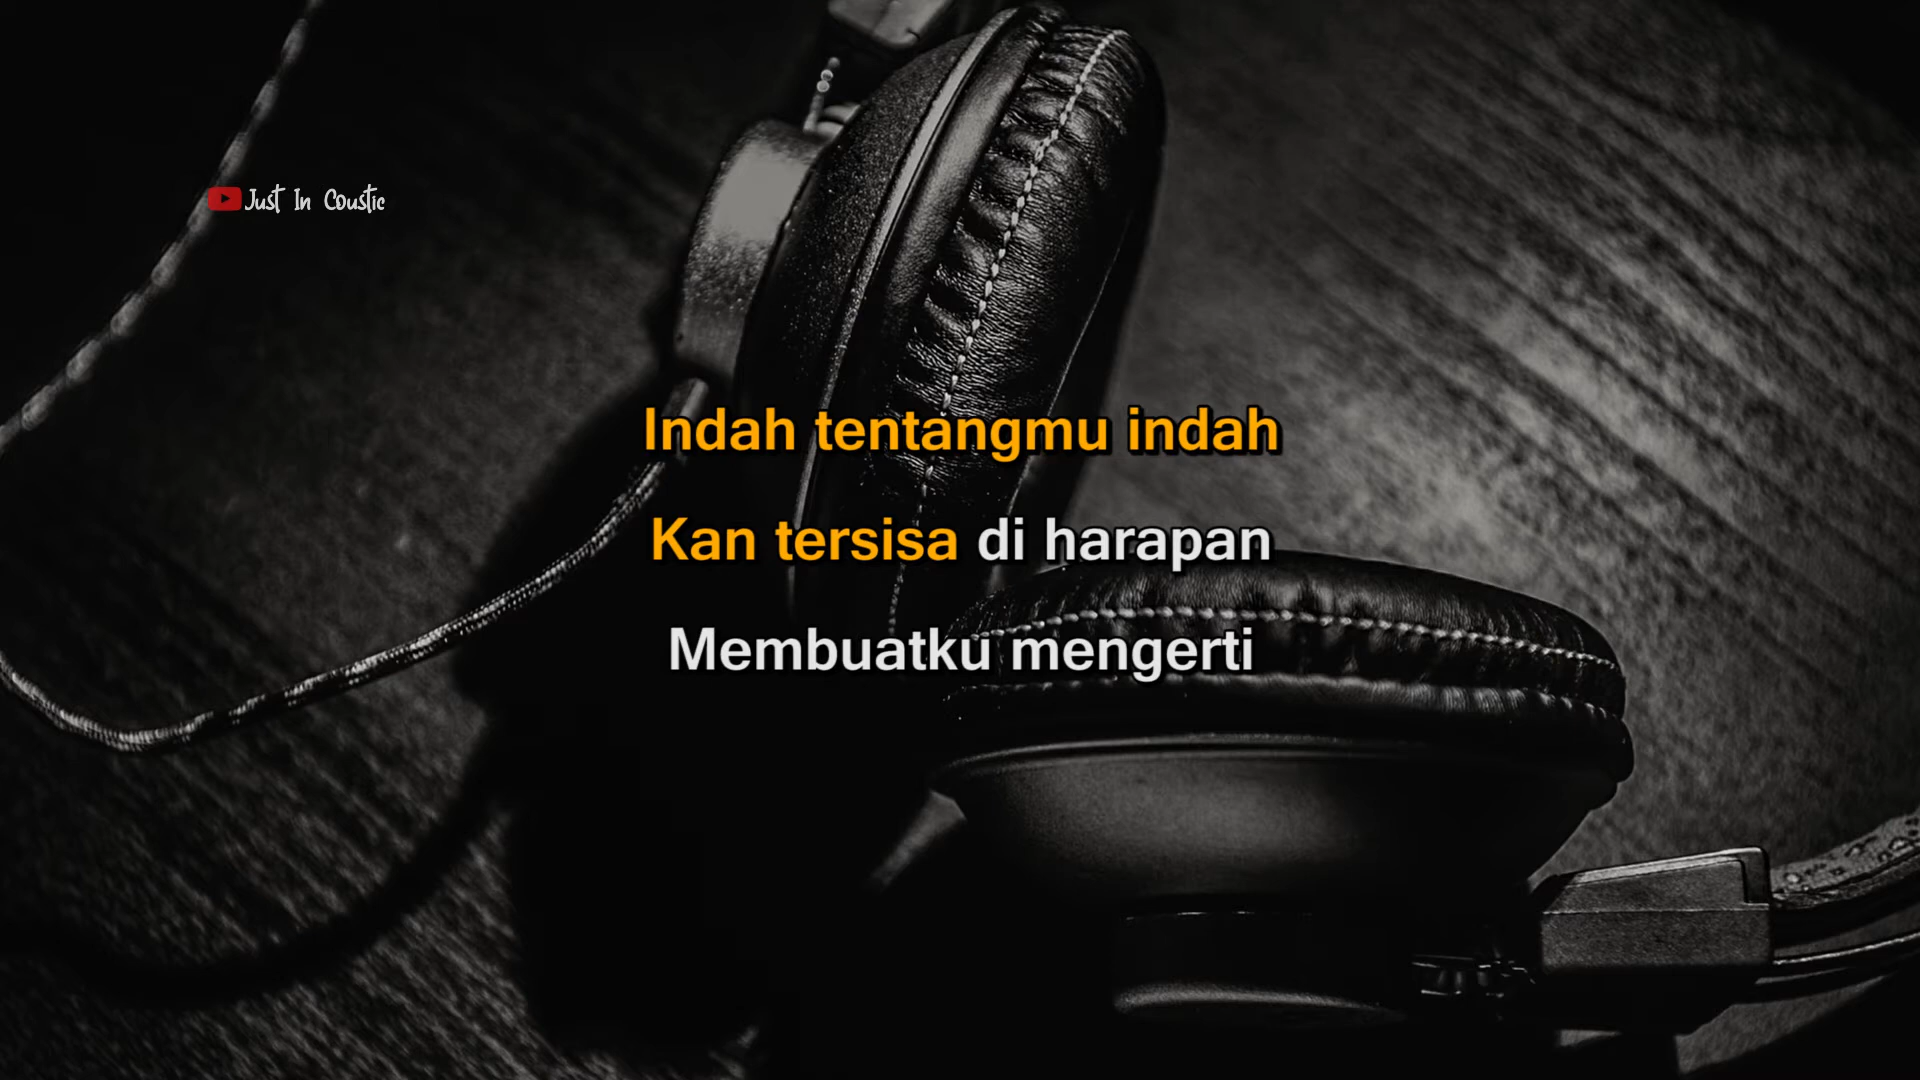 Just In Coustic
Indah tentangmu indah
Kan tersisa di harapan
Membuatku mengerti